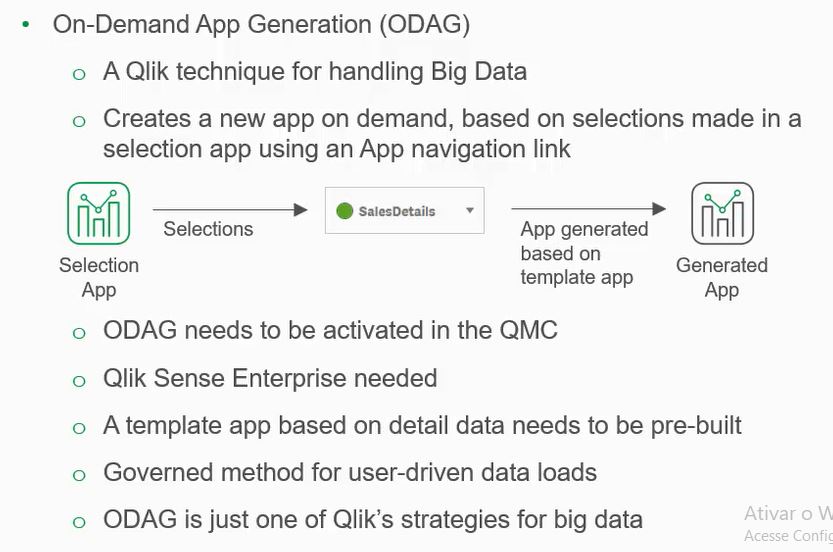 • On-Demand App Generation (ODAG)
o A Qlik technique for handling Big Data
o Creates a new app on demand, based on selections made in a
selection app using an App navigation link
Selections
SalesDetails
App generated
based on
template app
Selection
App
Generated
App
o ODAG needs to be activated in the QMC
o Qlik Sense Enterprise needed
o A template app based on detail data needs to be pre-built
o Governed method for user-driven data loads
o ODAG is just one of Qlik's strategies for big data
Ativar o W
Acesse Config